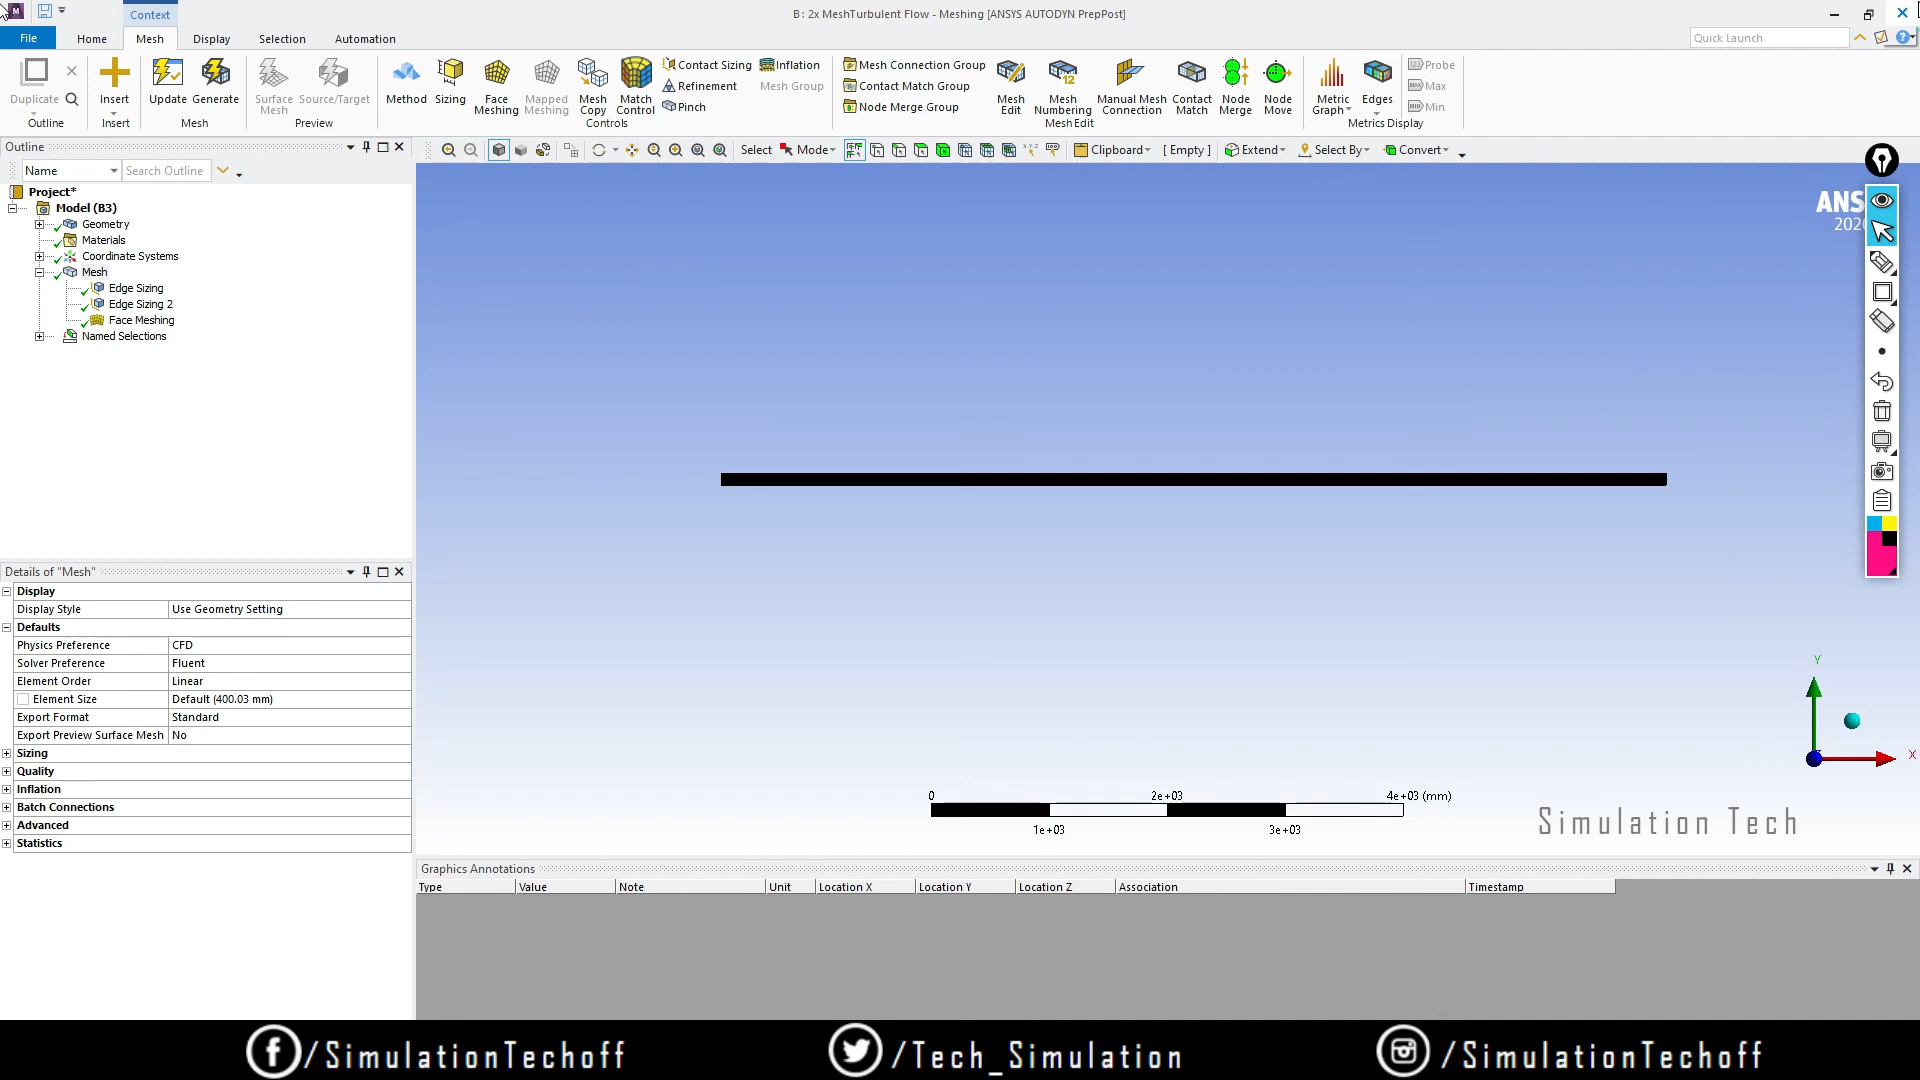 Context
B : 2x MeshTurbulent Flow - Meshing [ANSYS AUTODYN PrepPost]
File Home Mesh Display Selection Automation
Quick Launch
Duplicate
Outline
Insert
Insert
Update Generate
Mesh
Surface Mesh Source/Target
Preview
Method Sizing Face Meshing Mapped Meshing Mesh Copy Match Control
Contact Sizing Inflation
Refinement Mesh Group
Pinch
Controls
Mesh Connection Group
Contact Match Group
Node Merge Group
Mesh Edit Mesh Numbering Manual Mesh Connection Contact Match Node Merge Node Move
Mesh Edit
Metric Graph Edges
Probe
Max
Min
Metrics Display
Outline
Name Search Outline
Select Mode Clipboard [ Empty ] Extend Select By Convert
Project*
Model (B3)
Geometry
Materials
Coordinate Systems
Mesh
Edge Sizing
Edge Sizing 2
Face Meshing
Named Selections
ANS
202
Details of "Mesh"
Display
Display Style Use Geometry Setting
Defaults
Physics Preference CFD
Solver Preference Fluent
Element Order Linear
Element Size Default (400.03 mm)
Export Format Standard
Export Preview Surface Mesh No
Sizing
Quality
Inflation
Batch Connections
Advanced
Statistics
Y
X
0 2e+03 4e+03 (mm)
1e+03 3e+03
Simulation Tech
Graphics Annotations
Type Value Note Unit Location X Location Y Location Z Association Timestamp
/SimulationTechoff /Tech_Simulation /SimulationTechoff